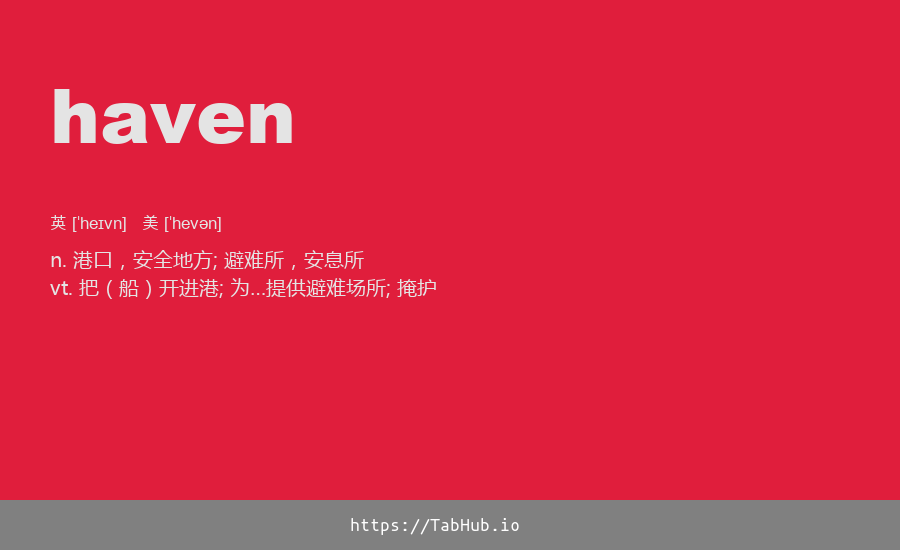 haven
英 [ˈheɪvn] 美 [ˈhevən]
n. 港口，安全地方; 避难所，安息所
vt. 把（船）开进港; 为…提供避难场所; 掩护
https://TabHub.io